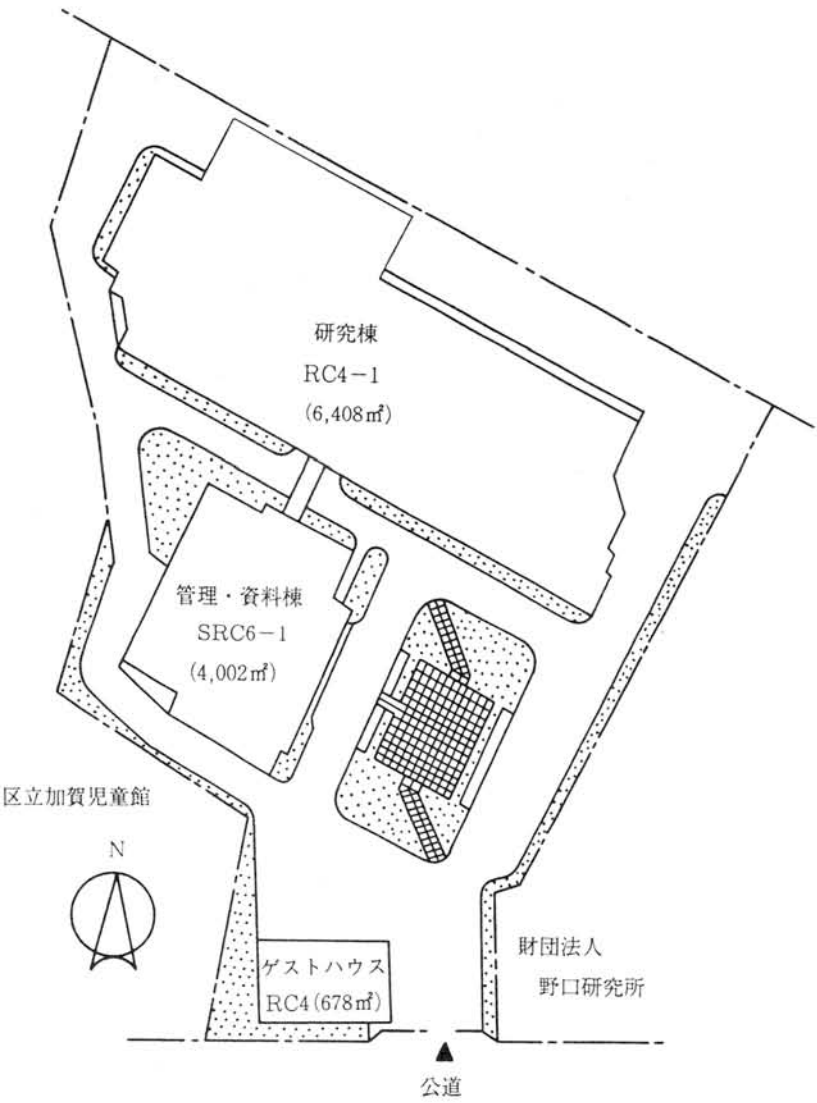 研究棟
RC4-1
(6,408㎡)
管理・資料棟
SRC6-1
(4,002㎡)
区立加賀児童館
N
ゲストハウス
RC4(678㎡)
財団法人
野口研究所
公道